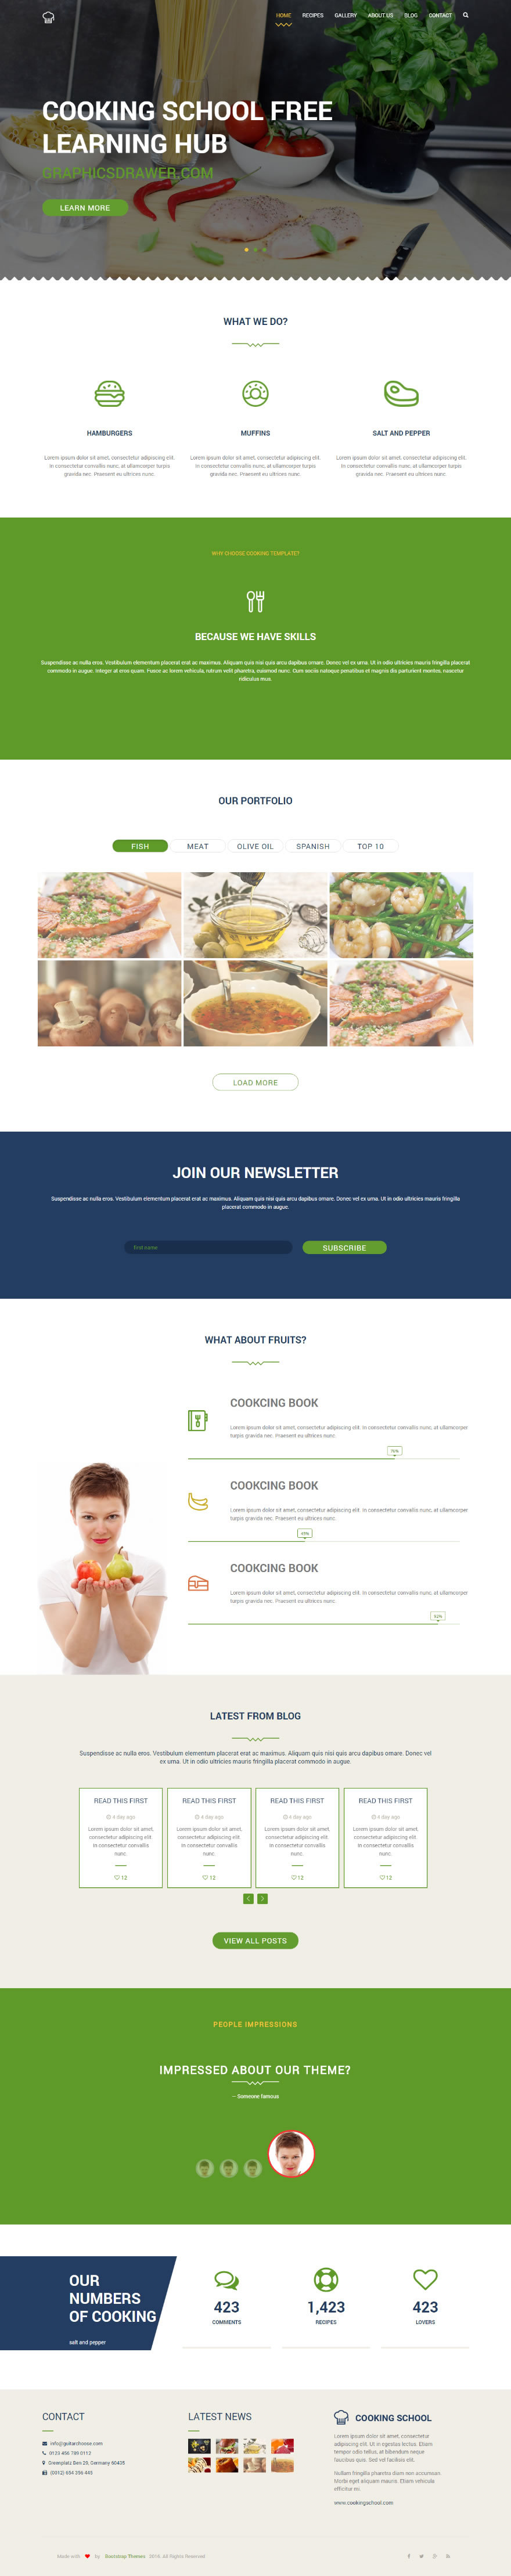 HOME RECIPES GALLERY ABOUT US BLOG CONTACT
COOKING SCHOOL FREE
LEARNING HUB
GRAPHICSDRAWER.COM
LEARN MORE
WHAT WE DO?
HAMBURGERS
Lorem ipsum dolor sit amet, consectetur adipiscing elit.
In consectetur convallis nunc, at ullamcorper turpis
gravida nec. Praesent eu ultrices nunc.
MUFFINS
Lorem ipsum dolor sit amet, consectetur adipiscing elit.
In consectetur convallis nunc, at ullamcorper turpis
gravida nec. Praesent eu ultrices nunc.
SALT AND PEPPER
Lorem ipsum dolor sit amet, consectetur adipiscing elit.
In consectetur convallis nunc, at ullamcorper turpis
gravida nec. Praesent eu ultrices nunc.
WHY CHOOSE COOKING TEMPLATE?
BECAUSE WE HAVE SKILLS
Suspendisse ac nulla eros. Vestibulum elementum placerat erat ac maximus. Aliquam quis nisi quis arcu dapibus ornare. Donec vel ex urna. Ut in odio ultricies mauris fringilla placerat
commodo in augue. Integer at eros quam. Fusce ac lorem vehicula, rutrum velit pharetra, euismod nunc. Cum sociis natoque penatibus et magnis dis parturient montes, nascetur
ridiculus mus.
OUR PORTFOLIO
FISH MEAT OLIVE OIL SPANISH TOP 10
LOAD MORE
JOIN OUR NEWSLETTER
Suspendisse ac nulla eros. Vestibulum elementum placerat erat ac maximus. Aliquam quis nisi quis arcu dapibus ornare. Donec vel ex urna. Ut in odio ultricies mauris fringilla
placerat commodo in augue.
first name
SUBSCRIBE
WHAT ABOUT FRUITS?
COOKCING BOOK
Lorem ipsum dolor sit amet, consectetur adipiscing elit. In consectetur convallis nunc, at ullamcorper
turpis gravida nec. Praesent eu ultrices nunc.
COOKCING BOOK
Lorem ipsum dolor sit amet, consectetur adipiscing elit. In consectetur convallis nunc, at ullamcorper
turpis gravida nec. Praesent eu ultrices nunc.
COOKCING BOOK
Lorem ipsum dolor sit amet, consectetur adipiscing elit. In consectetur convallis nunc, at ullamcorper
turpis gravida nec. Praesent eu ultrices nunc.
LATEST FROM BLOG
Suspendisse ac nulla eros. Vestibulum elementum placerat erat ac maximus. Aliquam quis nisi quis arcu dapibus ornare. Donec vel
ex urna. Ut in odio ultricies mauris fringilla placerat commodo in augue.
READ THIS FIRST
4 day ago
Lorem ipsum dolor sit amet,
consectetur adipiscing elit.
In consectetur convallis
nunc.
12
READ THIS FIRST
4 day ago
Lorem ipsum dolor sit amet,
consectetur adipiscing elit.
In consectetur convallis
nunc.
12
READ THIS FIRST
4 day ago
Lorem ipsum dolor sit amet,
consectetur adipiscing elit.
In consectetur convallis
nunc.
12
READ THIS FIRST
4 day ago
Lorem ipsum dolor sit amet,
consectetur adipiscing elit.
In consectetur convallis
nunc.
12
VIEW ALL POSTS
PEOPLE IMPRESSIONS
IMPRESSED ABOUT OUR THEME?
— Someone famous
OUR
NUMBERS
OF COOKING
salt and pepper
423
COMMENTS
1,423
RECIPES
423
LOVERS
CONTACT
0123 456 789 0112
LATEST NEWS
COOKING SCHOOL
Lorem ipsum dolor sit amet, consectetur
adipiscing elit. Ut in egestas lectus. Etiam
tempor odio tellus, at bibendum neque
faucibus quis. Sed vel facilisis elit.
Nullam fringilla pharetra diam non accumsan.
Morbi eget aliquam mauris. Etiam vehicula
efficitur mi.
www.cookingschool.com
Made with by Bootstrap Themes 2019. All Rights Reserved